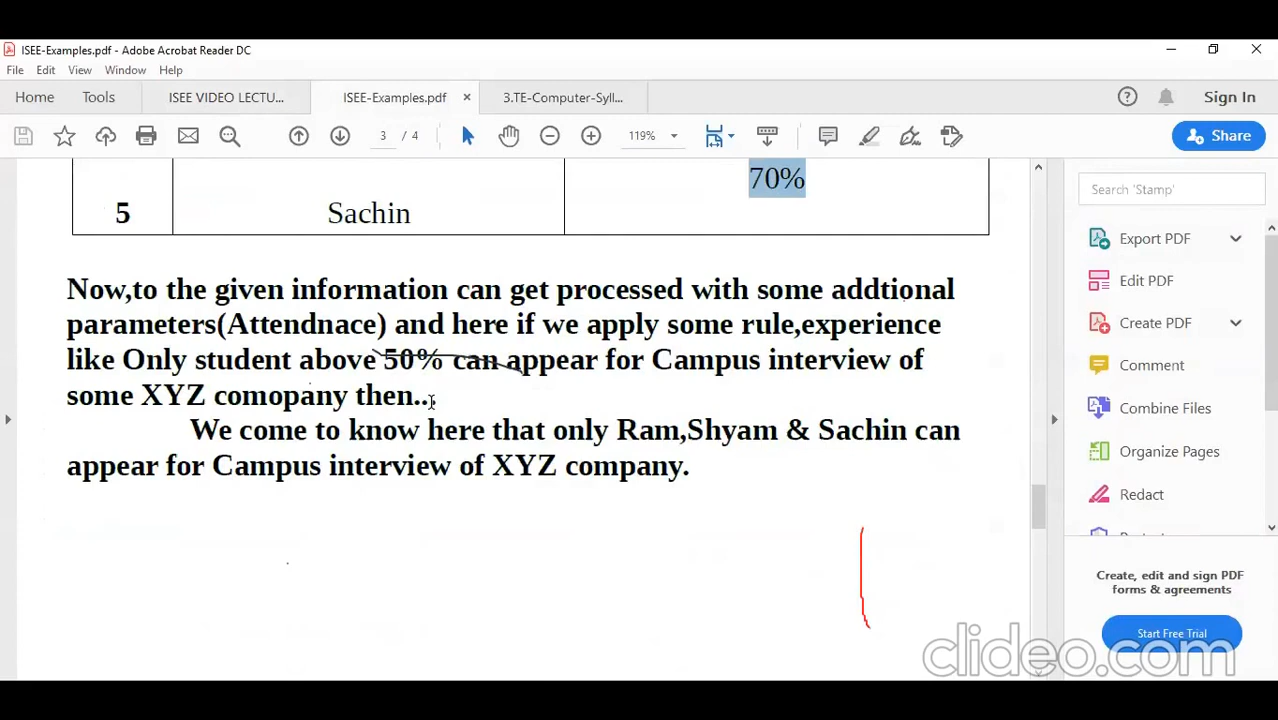 ISEE-Examples.pdf - Adobe Acrobat Reader DC
File Edit View Window Help
Home Tools ISEE VIDEO LECTU... ISEE-Examples.pdf × 3.TE-Computer-Syll... Sign In
3 / 4 119% Share
70%
5 Sachin
Now,to the given information can get processed with some addtional
parameters(Attendnace) and here if we apply some rule,experience
like Only student above 50% can appear for Campus interview of
some XYZ comopany then..
We come to know here that only Ram,Shyam & Sachin can
appear for Campus interview of XYZ company.
Search 'Stamp'
Export PDF
Edit PDF
Create PDF
Comment
Combine Files
Organize Pages
Redact
Create, edit and sign PDF
forms & agreements
Start Free Trial
clideo.com